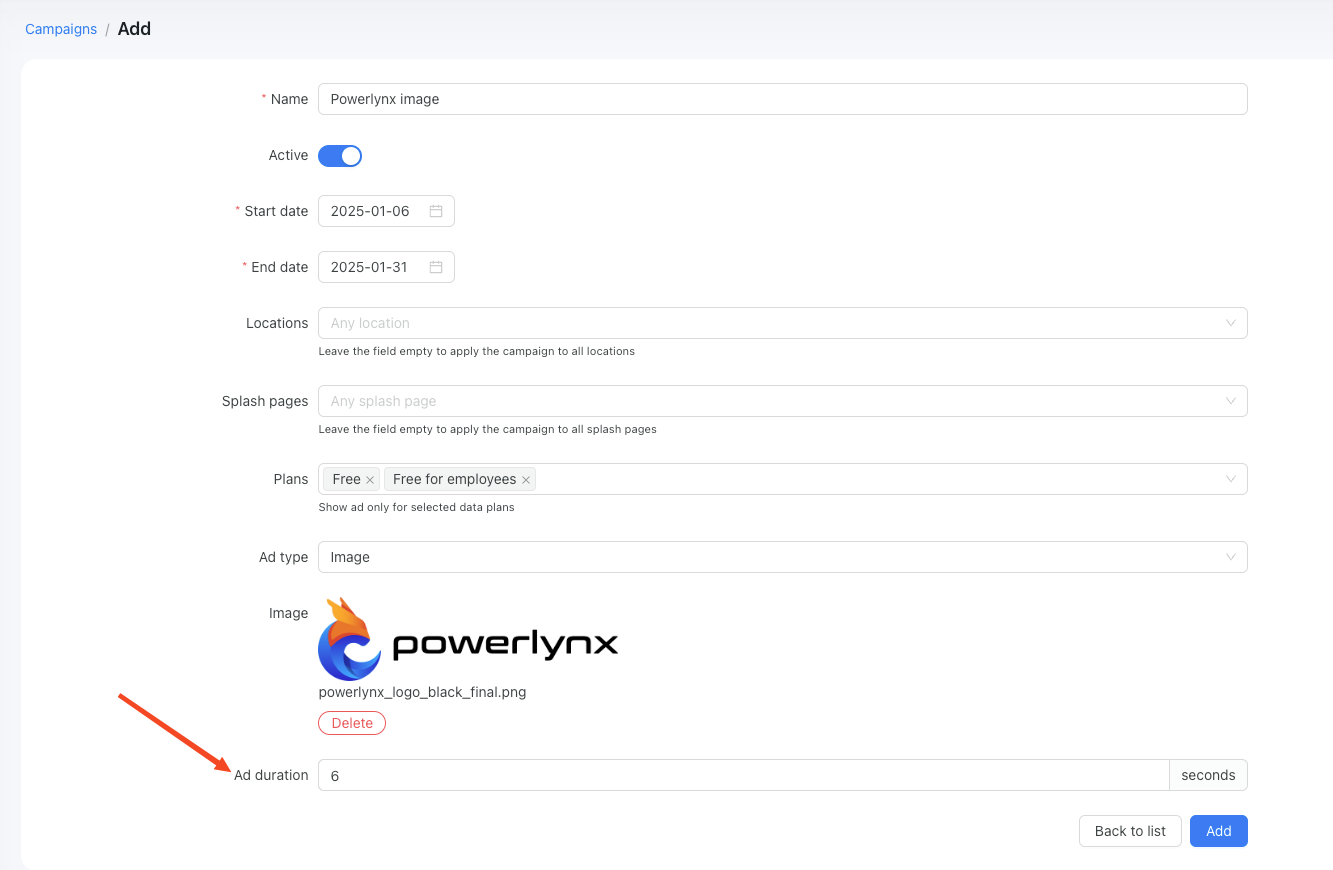 Campaigns / Add
* Name Powerlynx image
Active
* Start date 2025-01-06
* End date 2025-01-31
Locations Any location
Leave the field empty to apply the campaign to all locations
Splash pages Any splash page
Leave the field empty to apply the campaign to all splash pages
Plans Free × Free for employees ×
Show ad only for selected data plans
Ad type Image
Image
powerlynx
powerlynx_logo_black_final.png
Delete
Ad duration 6 seconds
Back to list Add